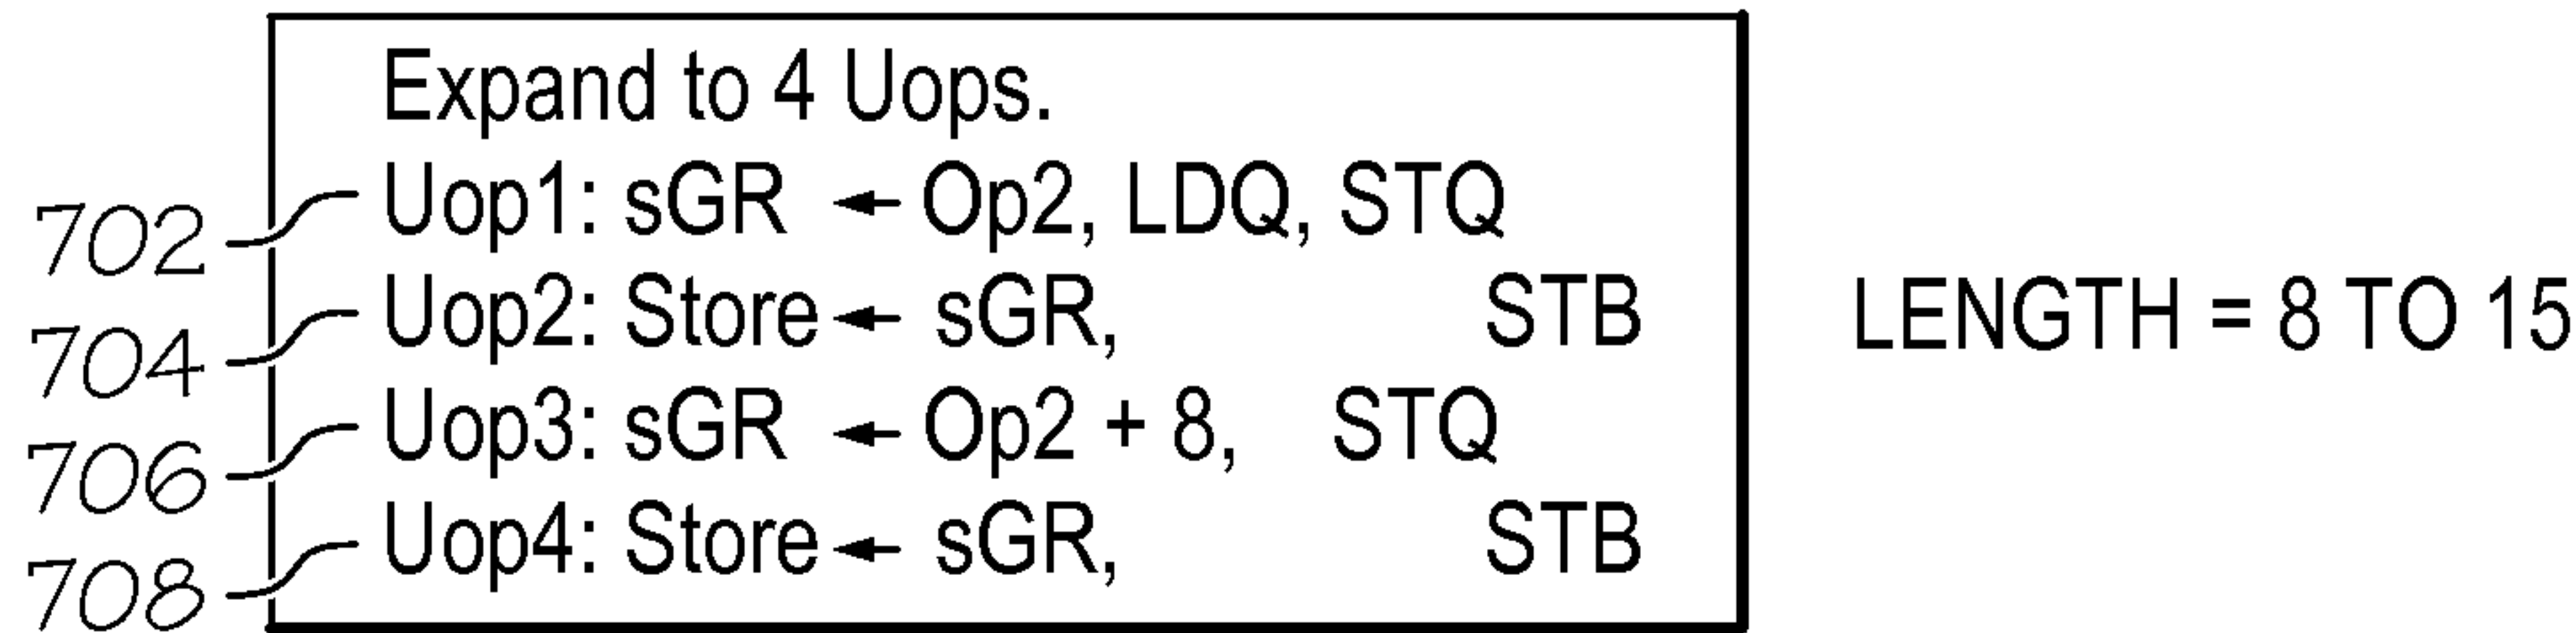 Expand to 4 Uops.
702 Uop1: sGR ← Op2, LDQ, STQ
704 Uop2: Store ← sGR, STB
LENGTH = 8 TO 15
706 Uop3: sGR ← Op2 + 8, STQ
708 Uop4: Store ← sGR, STB